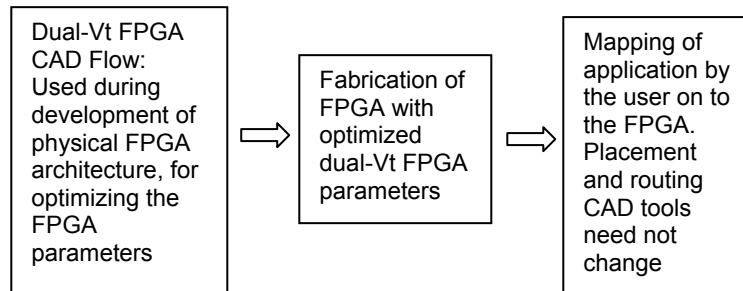 Dual-Vt FPGA
CAD Flow:
Used during
development of
physical FPGA
architecture, for
optimizing the
FPGA
parameters
Fabrication of
FPGA with
optimized
dual-Vt FPGA
parameters
Mapping of
application by
the user on to
the FPGA.
Placement
and routing
CAD tools
need not
change